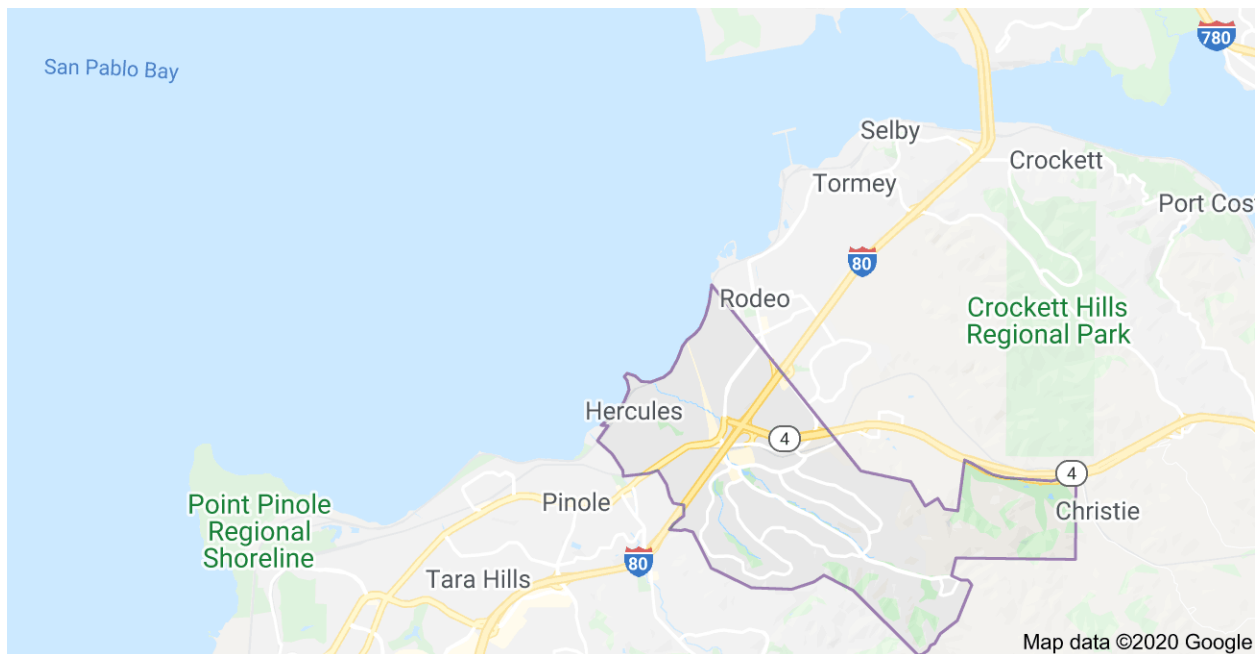 780
San Pablo Bay
Selby
Crockett
Tormey
Port Cost
80
Rodeo
Crockett Hills
Regional Park
Hercules
4
4
Point Pinole
Regional
Shoreline
Pinole
Christie
80
Tara Hills
Map data ©2020 Google